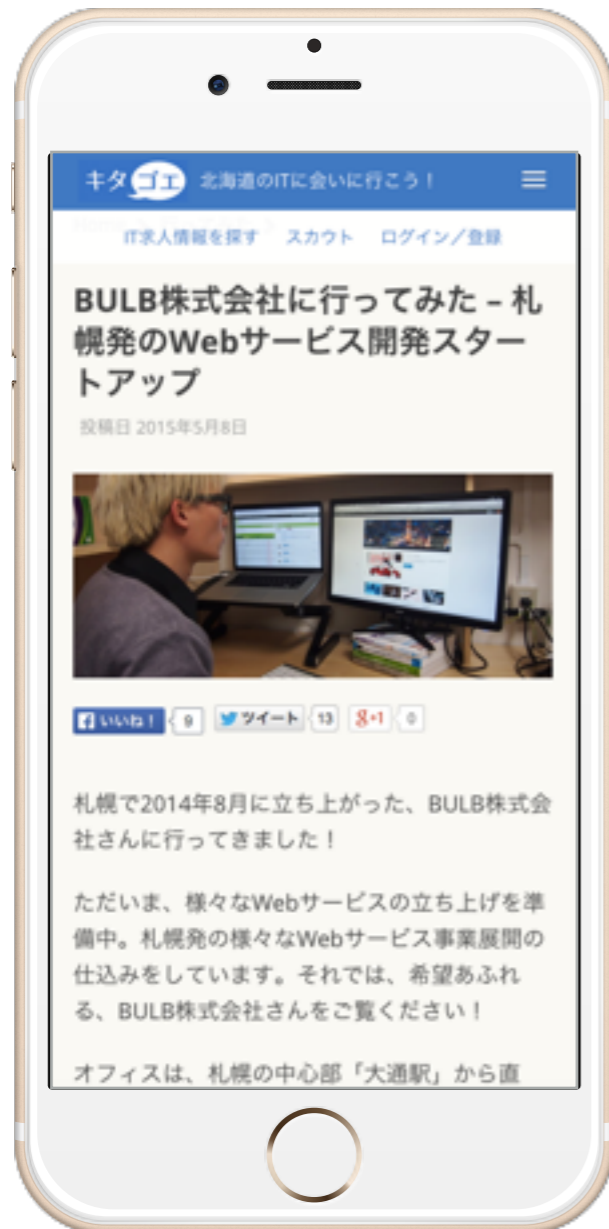 キタゴエ 北海道のITに会いに行こう！
IT求人情報を探す スカウト ログイン／登録
BULB株式会社に行ってみた – 札
幌発のWebサービス開発スター
トアップ
投稿日 2015年5月8日
いいね！ 9 ツイート 13 g+1 0
札幌で2014年8月に立ち上がった、BULB株式会
社さんに行ってきました！
ただいま、様々なWebサービスの立ち上げを準
備中。札幌発の様々なWebサービス事業展開の
仕込みをしています。それでは、希望あふれ
る、BULB株式会社さんをご覧ください！
オフィスは、札幌の中心部「大通駅」から直